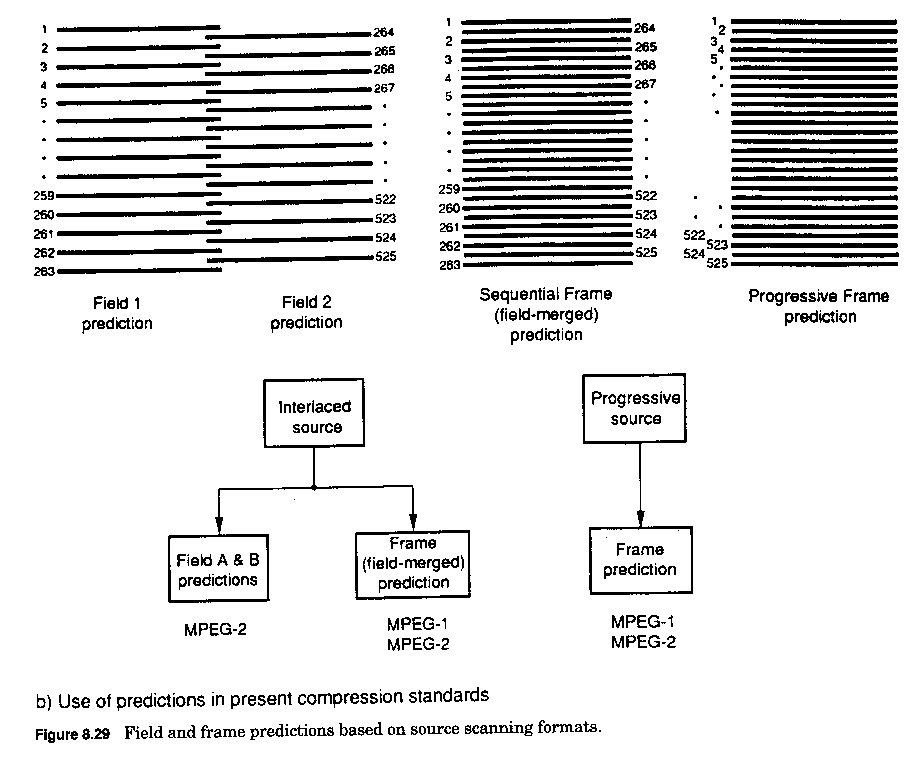 1
2
3
4
5
.
.
.
.
259
260
261
262
263
264
265
266
267
.
.
.
.
.
522
523
524
525
Field 1
prediction
Field 2
prediction
1
2
3
4
5
.
.
.
.
259
260
261
262
263
264
265
266
267
.
.
.
.
.
522
523
524
525
Sequential Frame
(field-merged)
prediction
1
2
3
4
5
.
.
.
.
.
.
522
523
524
525
Progressive Frame
prediction
Interlaced
source
Progressive
source
Field A & B
predictions
Frame
(field-merged)
prediction
Frame
prediction
MPEG-2
MPEG-1
MPEG-2
MPEG-1
MPEG-2
b) Use of predictions in present compression standards
Figure 8.29 Field and frame predictions based on source scanning formats.